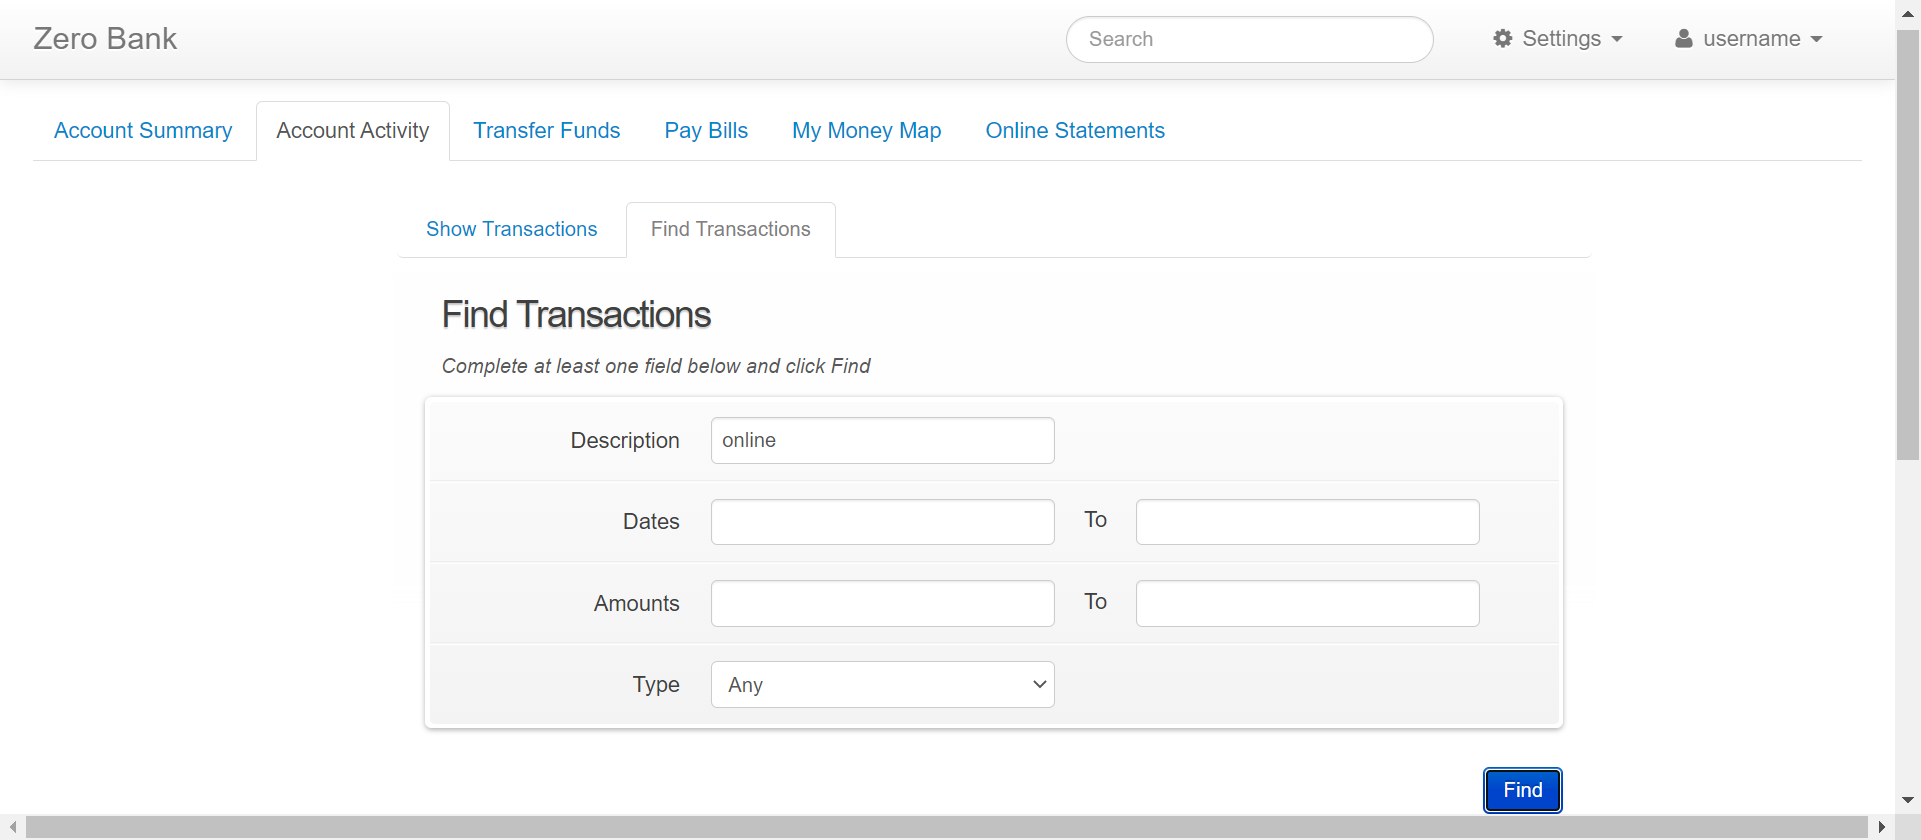 Zero Bank
Search
Settings
username
Account Summary
Account Activity
Transfer Funds
Pay Bills
My Money Map
Online Statements
Show Transactions
Find Transactions
Find Transactions
Complete at least one field below and click Find
Description
online
Dates
To
Amounts
To
Type
Any
Find